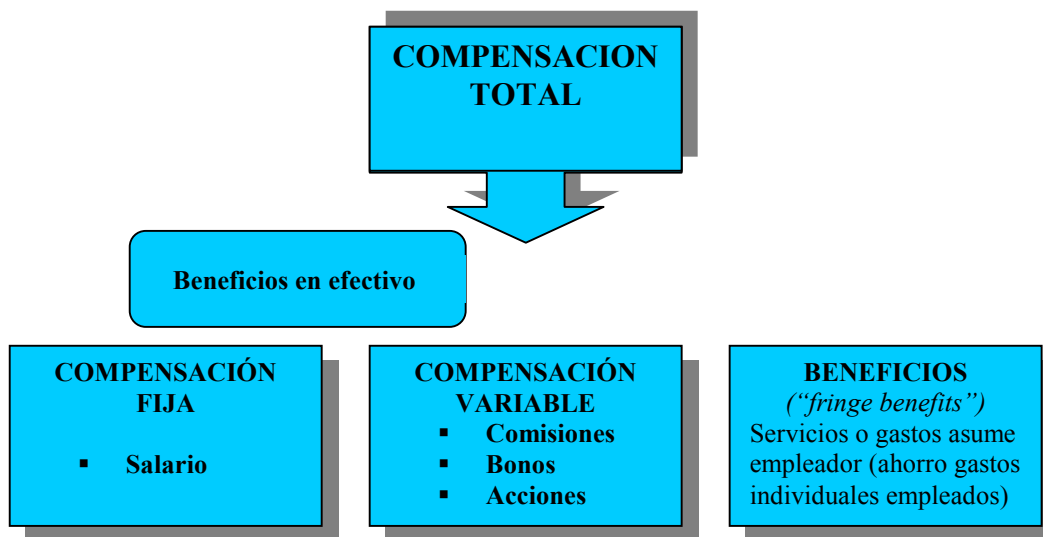 COMPENSACION
TOTAL
Beneficios en efectivo
COMPENSACIÓN
FIJA
▪ Salario
COMPENSACIÓN
VARIABLE
▪ Comisiones
▪ Bonos
▪ Acciones
BENEFICIOS
(“fringe benefits”)
Servicios o gastos asume
empleador (ahorro gastos
individuales empleados)